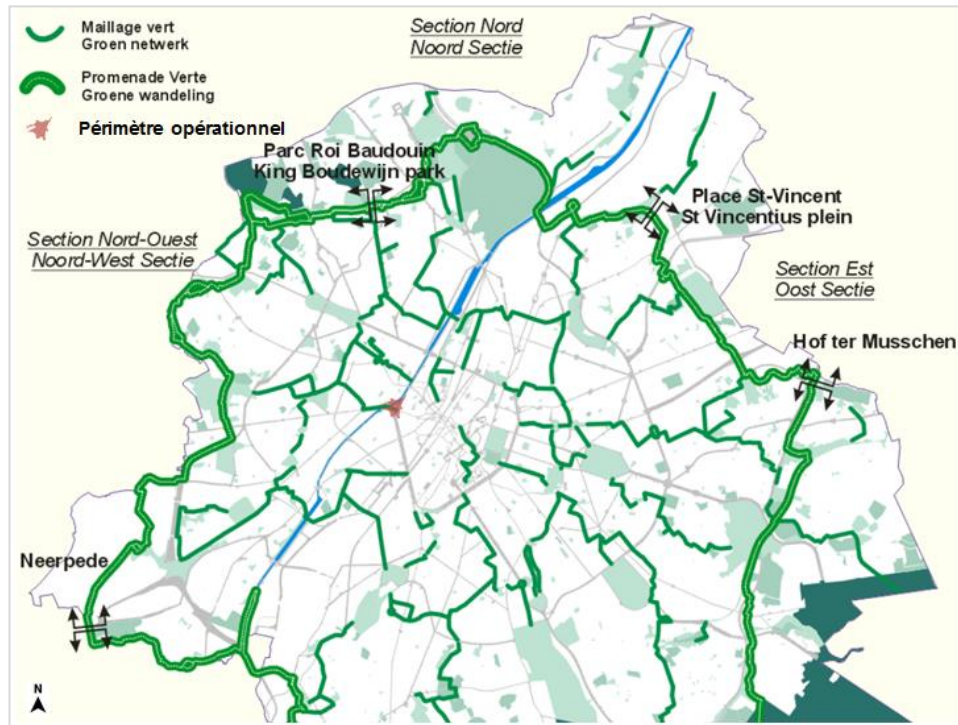 Maillage vert
Groen netwerk
Promenade Verte
Groene wandeling
Périmètre opérationnel
Section Nord
Noord Sectie
Parc Roi Baudouin
King Boudewijn park
Place St-Vincent
St Vincentius plein
Section Nord-Ouest
Noord-West Sectie
Section Est
Oost Sectie
Hof ter Musschen
Neerpede
N